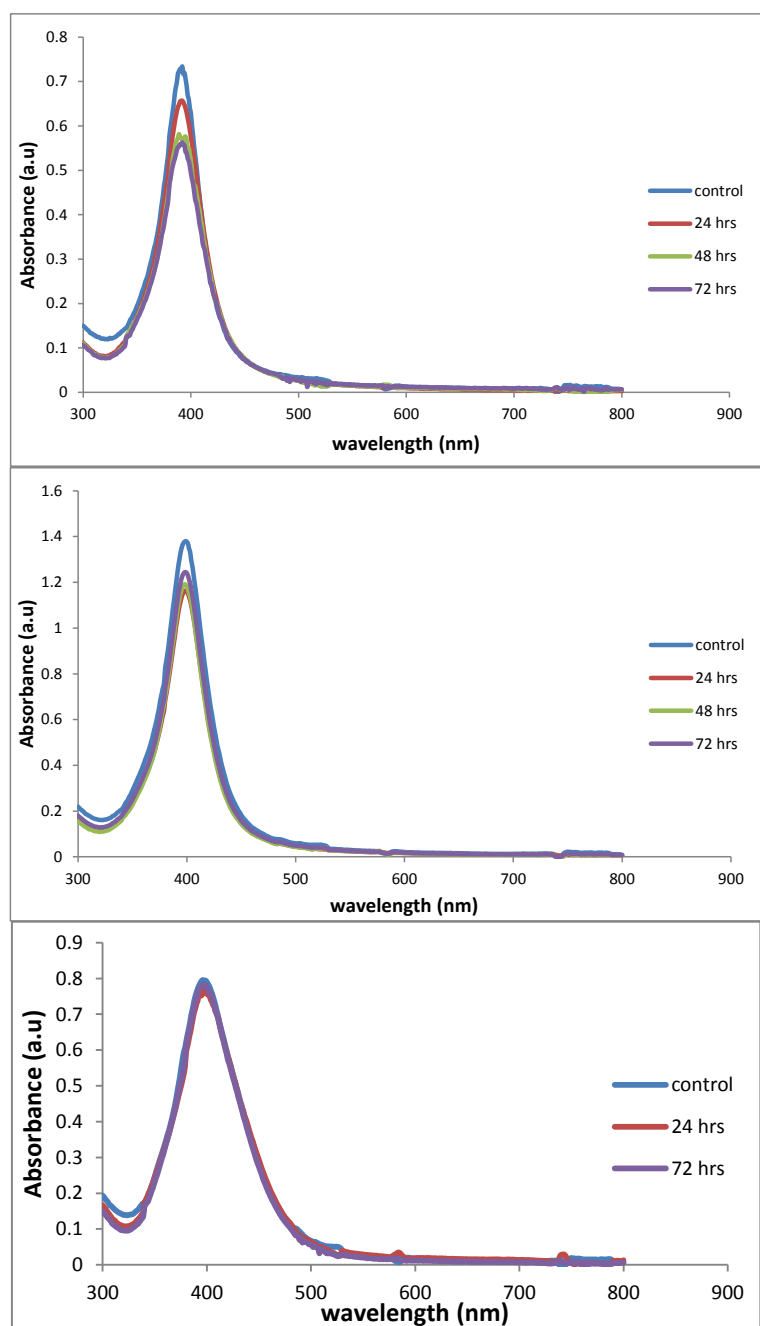 Absorbance (a.u)
0.8
0.7
0.6
0.5
0.4
0.3
0.2
0.1
0
300 400 500 600 700 800 900
wavelength (nm)
control
24 hrs
48 hrs
72 hrs
Absorbance (a.u)
1.6
1.4
1.2
1
0.8
0.6
0.4
0.2
0
300 400 500 600 700 800 900
wavelength (nm)
control
24 hrs
48 hrs
72 hrs
Absorbance (a.u)
0.9
0.8
0.7
0.6
0.5
0.4
0.3
0.2
0.1
0
300 400 500 600 700 800 900
wavelength (nm)
control
24 hrs
72 hrs